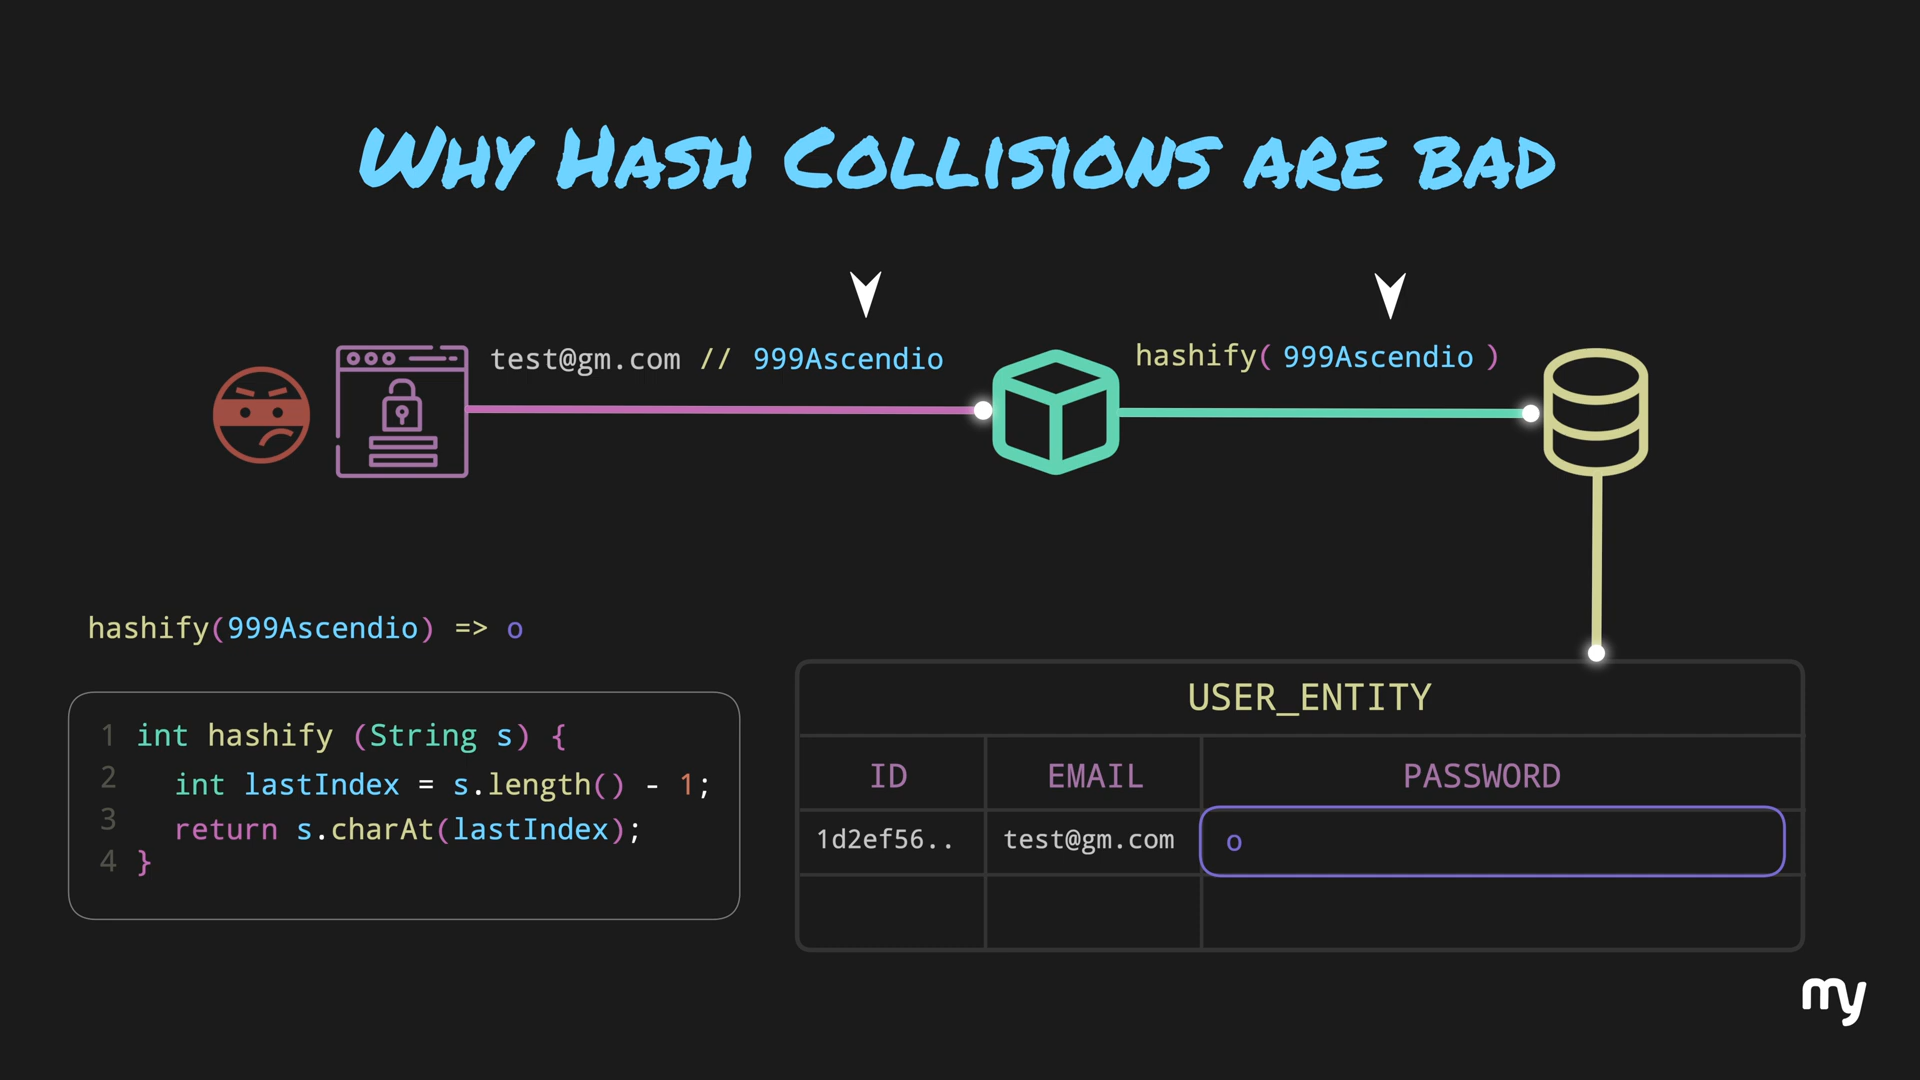 Why Hash Collisions are bad
test@gm.com // 999Ascendio
hashify( 999Ascendio )
hashify(999Ascendio) => o
1 int hashify (String s) {
2 int lastIndex = s.length() - 1;
3 return s.charAt(lastIndex);
4 }
USER_ENTITY
ID EMAIL PASSWORD
1d2ef56.. test@gm.com o
my